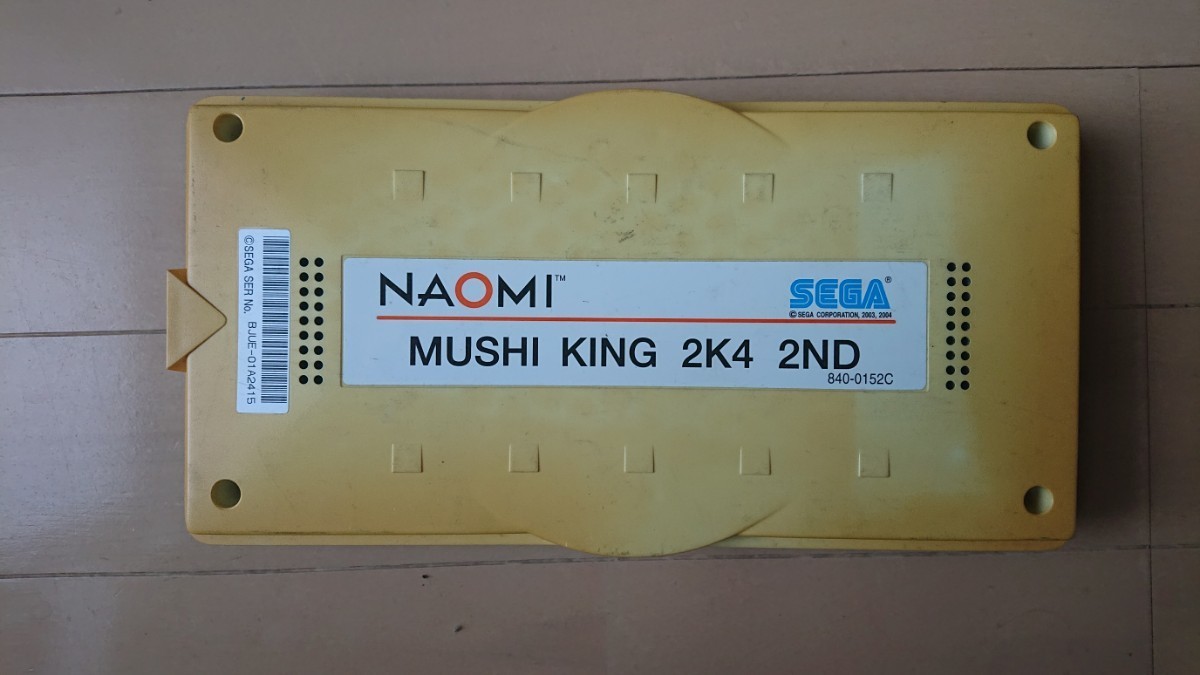 ©SEGA SER No. BJUE-01A2415
NAOMI™
SEGA®
© SEGA CORPORATION, 2003, 2004
MUSHI KING 2K4 2ND
840-0152C